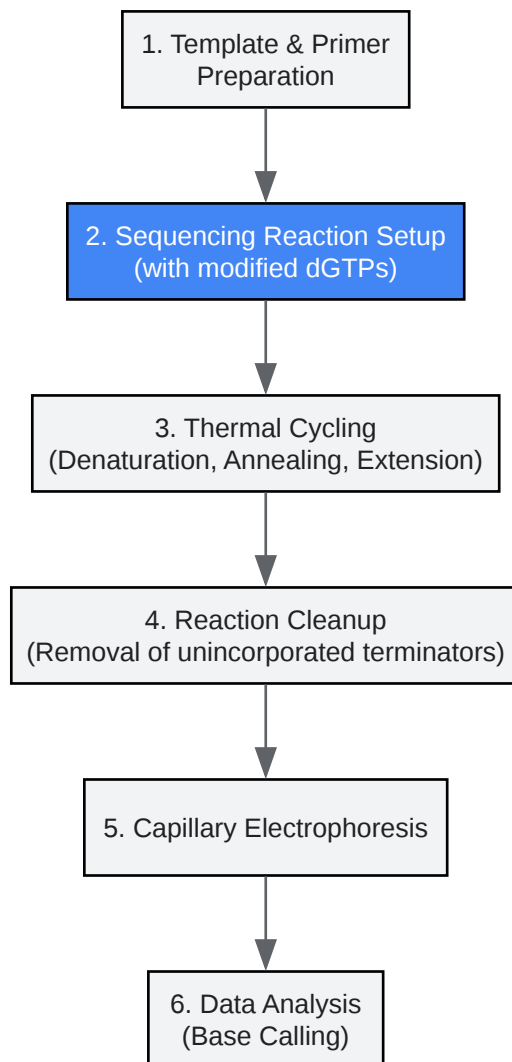 1. Template & Primer
Preparation
2. Sequencing Reaction Setup
(with modified dGTPs)
3. Thermal Cycling
(Denaturation, Annealing, Extension)
4. Reaction Cleanup
(Removal of unincorporated terminators)
5. Capillary Electrophoresis
6. Data Analysis
(Base Calling)